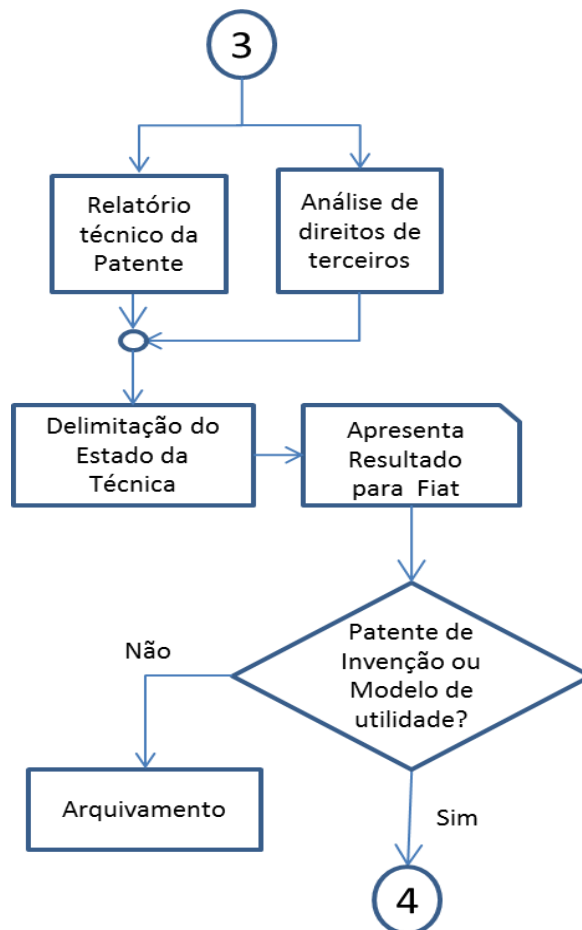 3
Relatório
técnico da
Patente
Análise de
direitos de
terceiros
Delimitação do
Estado da
Técnica
Apresenta
Resultado
para Fiat
Patente de
Invenção ou
Modelo de
utilidade?
Não
Arquivamento
Sim
4